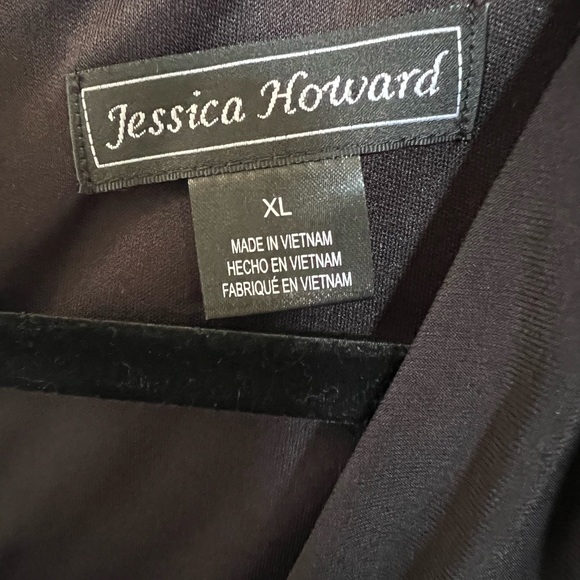 Jessica Howard
XL
MADE IN VIETNAM
HECHO EN VIETNAM
FABRIQUÉ EN VIETNAM